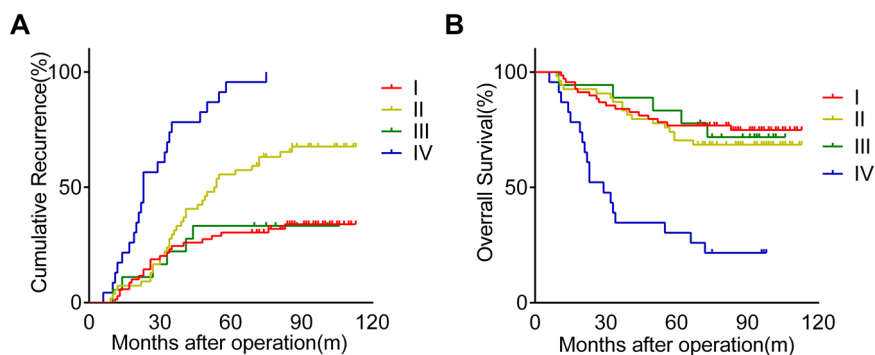 A
Cumulative Recurrence(%)
100
50
0
0 30 60 90 120
Months after operation(m)
I
II
III
IV
B
Overrall Survival(%)
100
50
0
0 30 60 90 120
Months after operation(m)
I
II
III
IV